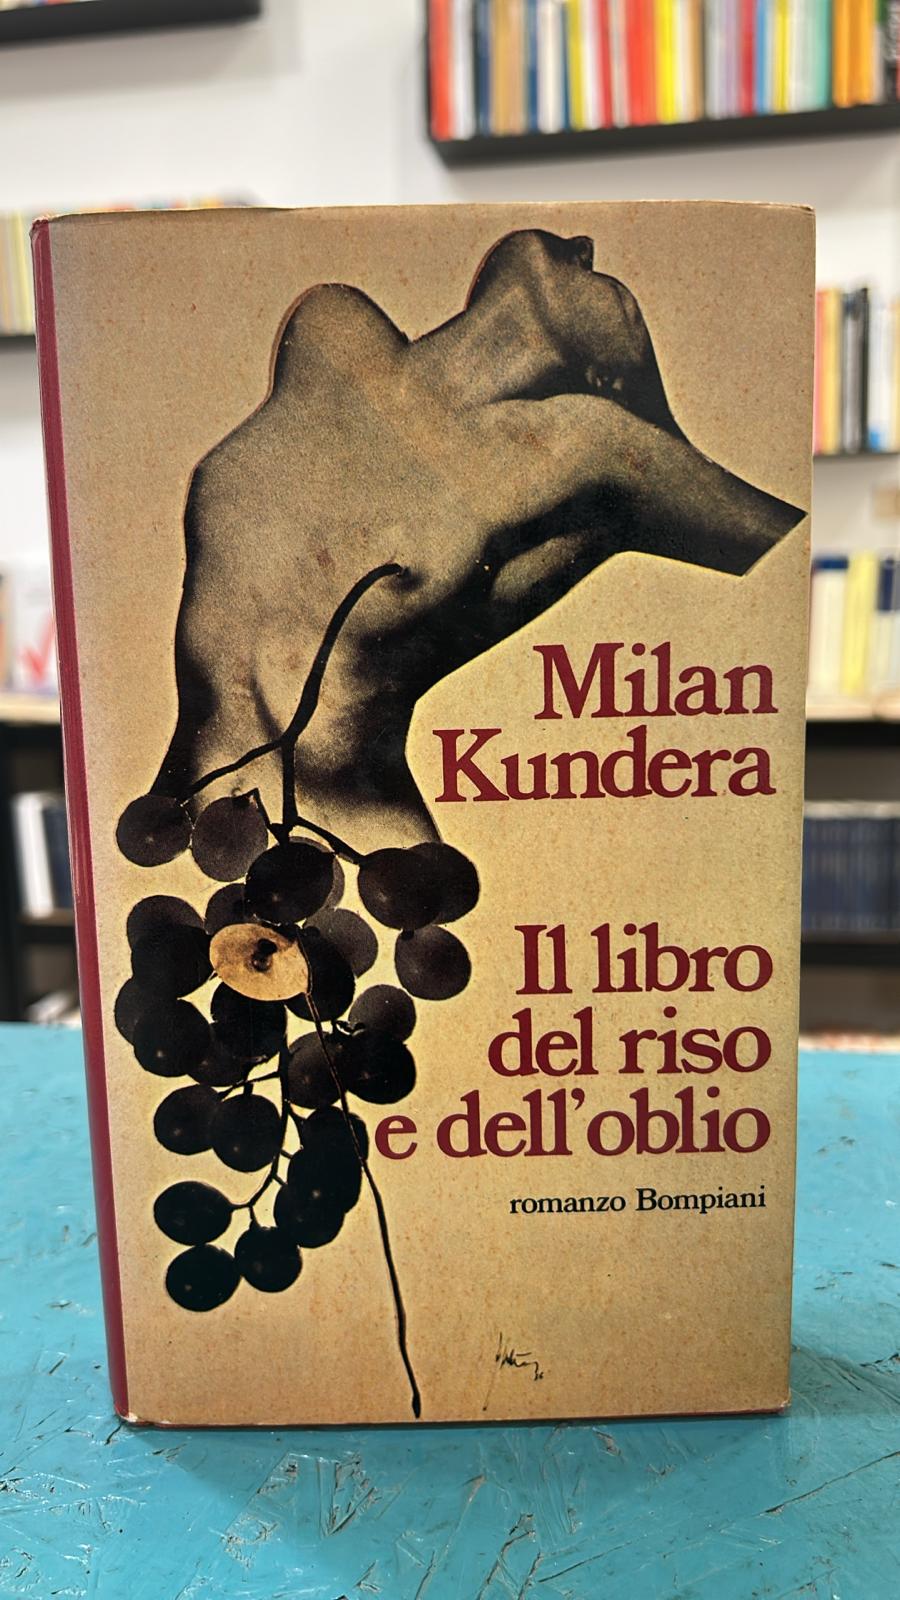 Milan
Kundera
Il libro
del riso
e dell'oblio
romanzo Bompiani